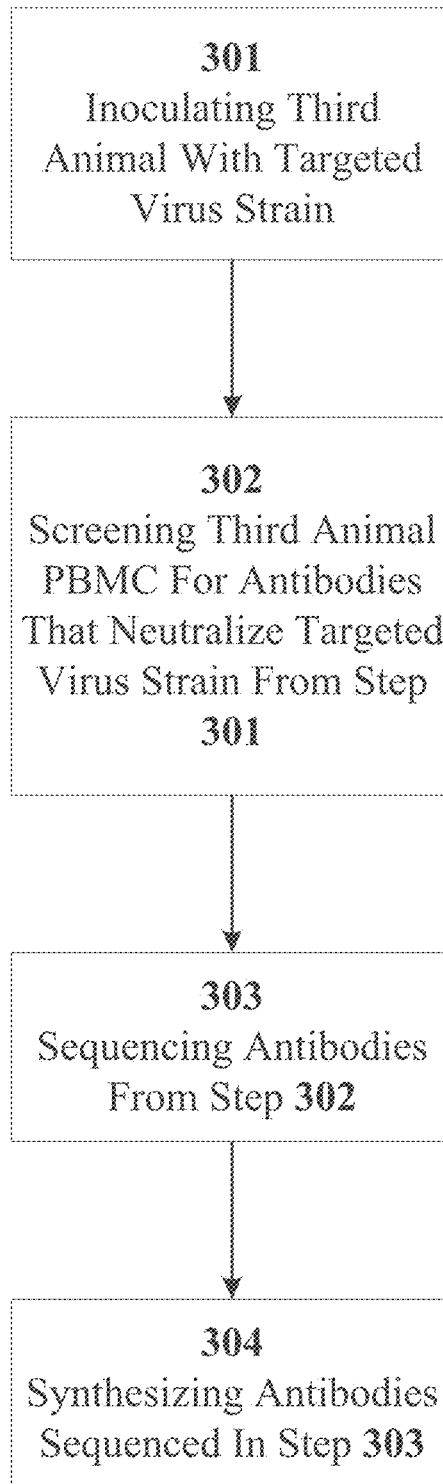 301
Inoculating Third
Animal With Targeted
Virus Strain
302
Screening Third Animal
PBMC For Antibodies
That Neutralize Targeted
Virus Strain From Step
301
303
Sequencing Antibodies
From Step 302
304
Synthesizing Antibodies
Sequenced In Step 303